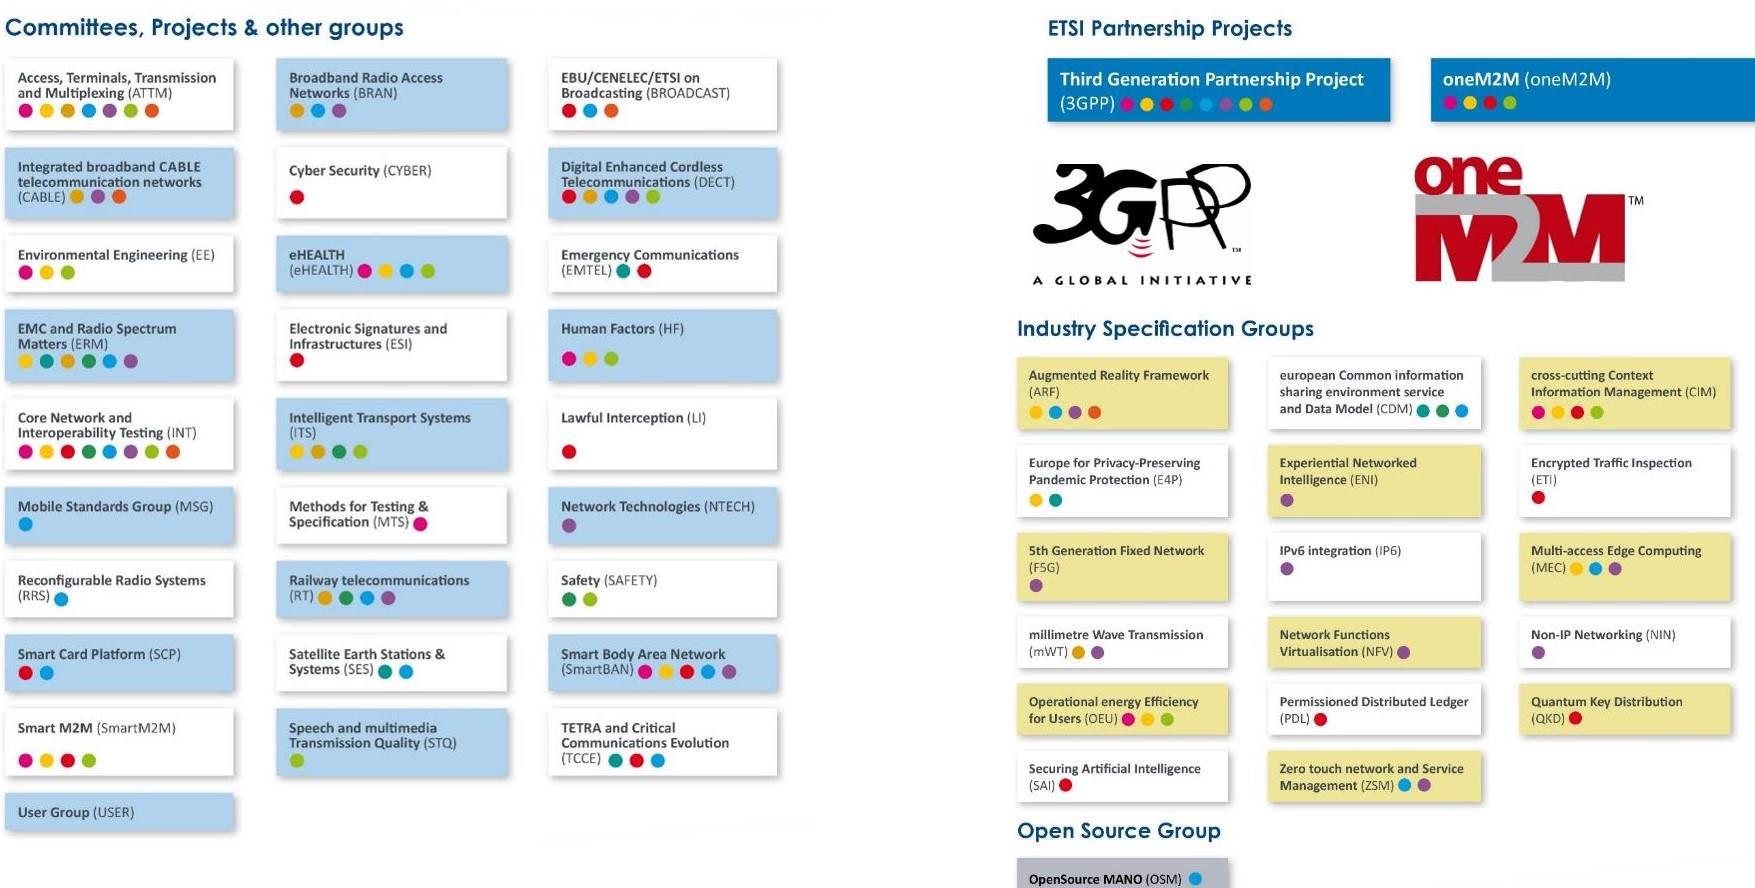 Committees, Projects & other groups
Access, Terminals, Transmission
and Multiplexing (ATTM)
Broadband Radio Access
Networks (BRAN)
EBU/CENELEC/ETSI on
Broadcasting (BROADCAST)
Integrated broadband CABLE
telecommunication networks
(CABLE)
Cyber Security (CYBER)
Digital Enhanced Cordless
Telecommunications (DECT)
Environmental Engineering (EE)
eHEALTH
(eHEALTH)
Emergency Communications
(EMTEL)
EMC and Radio Spectrum
Matters (ERM)
Electronic Signatures and
Infrastructures (ESI)
Human Factors (HF)
Core Network and
Interoperability Testing (INT)
Intelligent Transport Systems
(ITS)
Lawful Interception (LI)
Mobile Standards Group (MSG)
Methods for Testing &
Specification (MTS)
Network Technologies (NTECH)
Reconfigurable Radio Systems
(RRS)
Railway telecommunications
(RT)
Safety (SAFETY)
Smart Card Platform (SCP)
Satellite Earth Stations &
Systems (SES)
Smart Body Area Network
(SmartBAN)
Smart M2M (SmartM2M)
Speech and multimedia
Transmission Quality (STQ)
TETRA and Critical
Communications Evolution
(TCCE)
User Group (USER)
ETSI Partnership Projects
Third Generation Partnership Project
(3GPP)
oneM2M (oneM2M)
3GPP
TM
A GLOBAL INITIATIVE
one
M2M
TM
Industry Specification Groups
Augmented Reality Framework
(ARF)
european Common information
sharing environment service
and Data Model (CDM)
cross-cutting Context
Information Management (CIM)
Europe for Privacy-Preserving
Pandemic Protection (E4P)
Experiential Networked
Intelligence (ENI)
Encrypted Traffic Inspection
(ETI)
5th Generation Fixed Network
(F5G)
IPv6 integration (IP6)
Multi-access Edge Computing
(MEC)
millimetre Wave Transmission
(mWT)
Network Functions
Virtualisation (NFV)
Non-IP Networking (NIN)
Operational energy Efficiency
for Users (OEU)
Permissioned Distributed Ledger
(PDL)
Quantum Key Distribution
(QKD)
Securing Artificial Intelligence
(SAI)
Zero touch network and Service
Management (ZSM)
Open Source Group
OpenSource MANO (OSM)